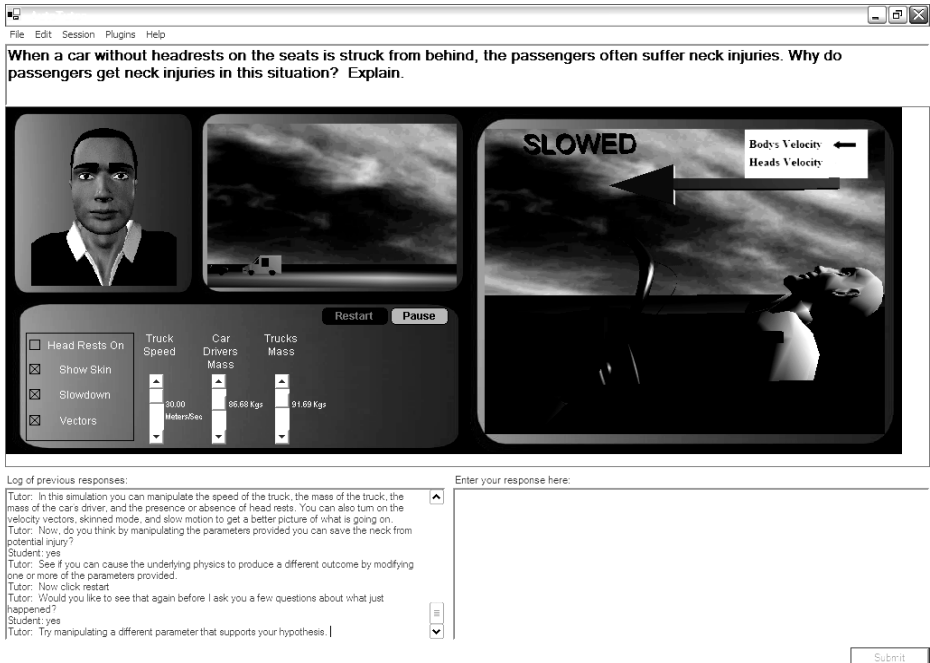 File Edit Session Plugins Help
When a car without headrests on the seats is struck from behind, the passengers often suffer neck injuries. Why do
passengers get neck injuries in this situation? Explain.
SLOWED
Bodys Velocity
Heads Velocity
Restart Pause
Head Rests On
Show Skin
Slowdown
Vectors
Truck
Speed
Car
Drivers
Mass
Trucks
Mass
30.00
Meters/Sec
86.68 Kgs
91.69 Kgs
Log of previous responses:
Tutor: In this simulation you can manipulate the speed of the truck, the mass of the truck, the
mass of the cars driver, and the presence or absence of head rests. You can also turn on the
velocity vectors, skinned mode, and slow motion to get a better picture of what is going on.
Tutor: Now, do you think by manipulating the parameters provided you can save the neck from
potential injury?
Student: yes
Tutor: See if you can cause the underlying physics to produce a different outcome by modifying
one or more of the parameters provided.
Tutor: Now click restart
Tutor: Would you like to see that again before I ask you a few questions about what just
happened?
Student: yes
Tutor: Try manipulating a different parameter that supports your hypothesis.
Enter your response here:
Submit